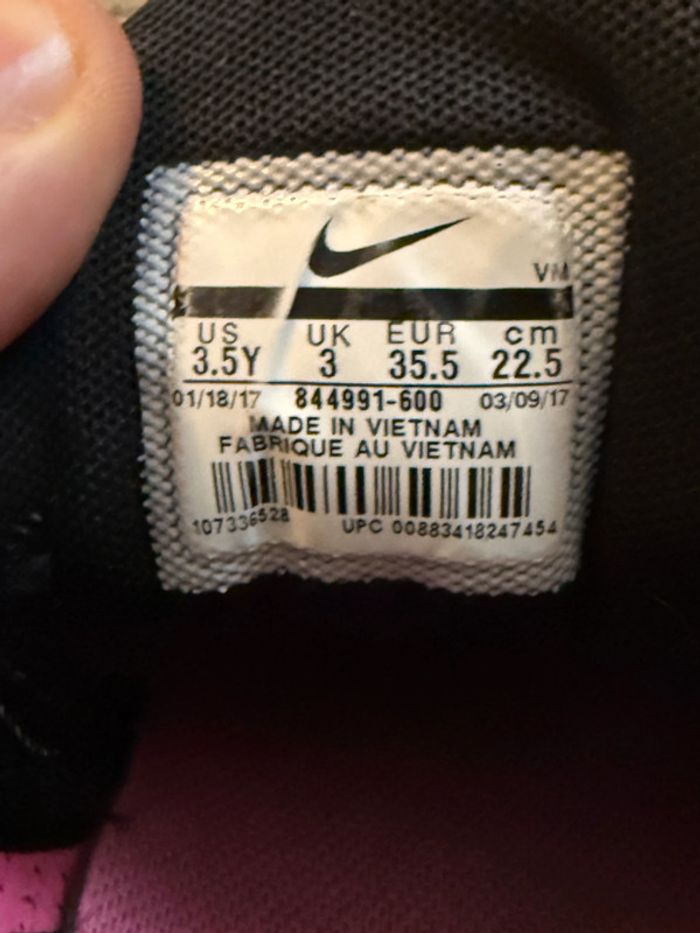 VM
US UK EUR cm
3.5Y 3 35.5 22.5
01/18/17 844991-600 03/09/17
MADE IN VIETNAM
FABRIQUE AU VIETNAM
107336528 UPC 00883418247454